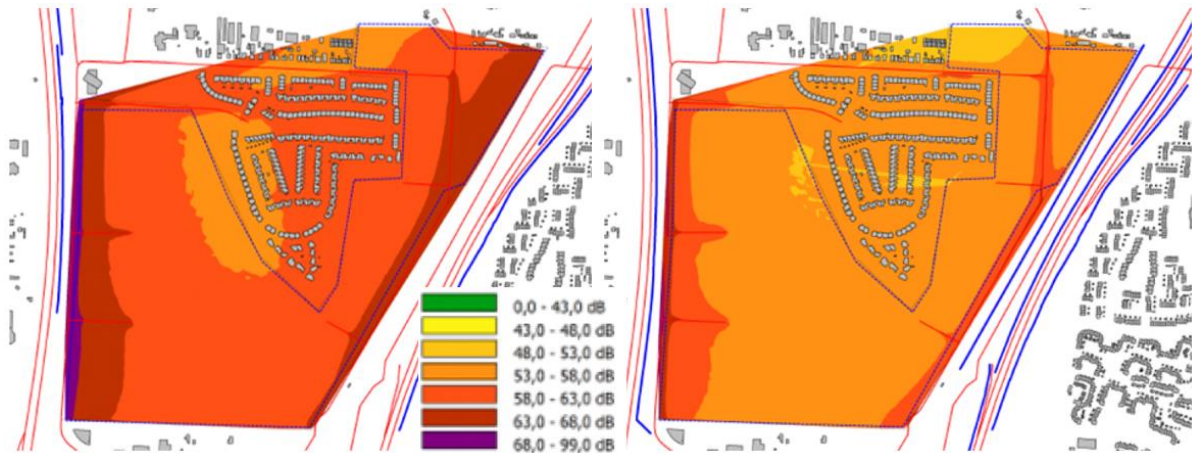 0,0 - 43,0 dB
43,0 - 48,0 dB
48,0 - 53,0 dB
53,0 - 58,0 dB
58,0 - 63,0 dB
63,0 - 68,0 dB
68,0 - 99,0 dB